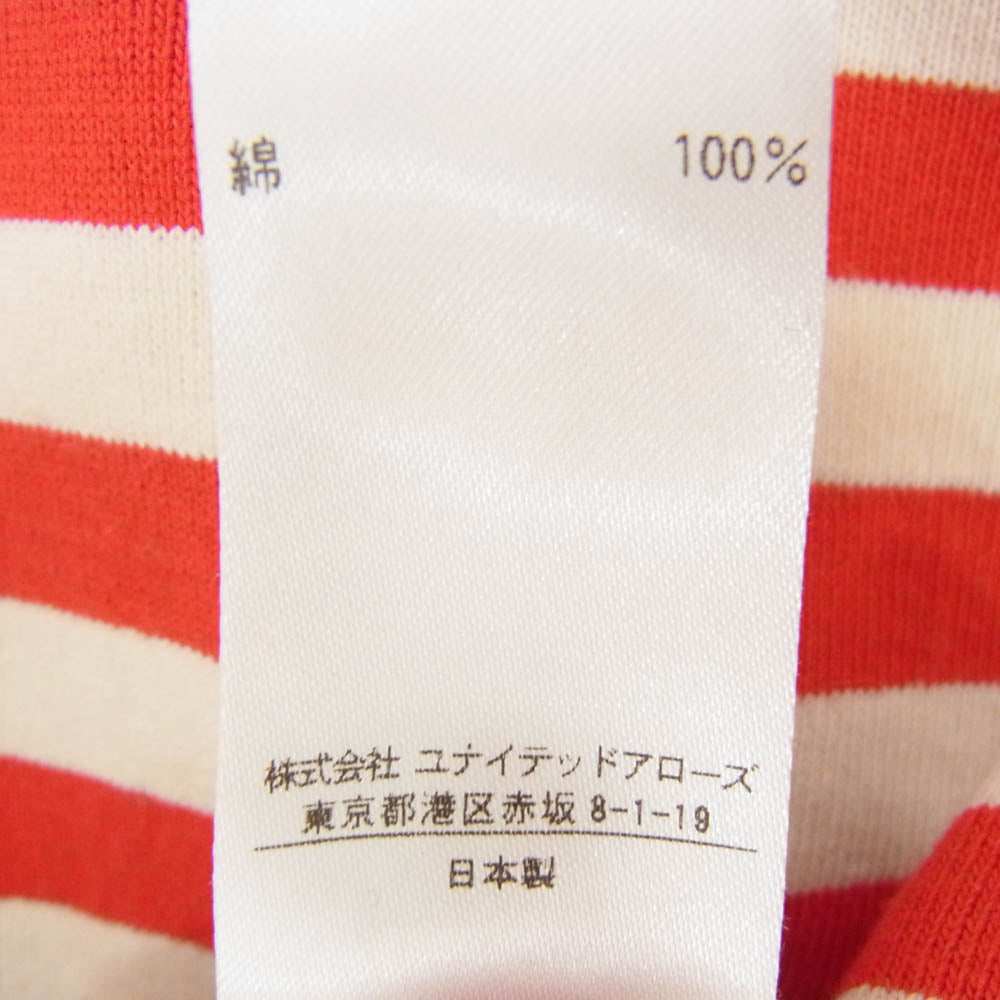 綿 100%
株式会社 ユナイテッドアローズ
東京都港区赤坂 8-1-19
日本製